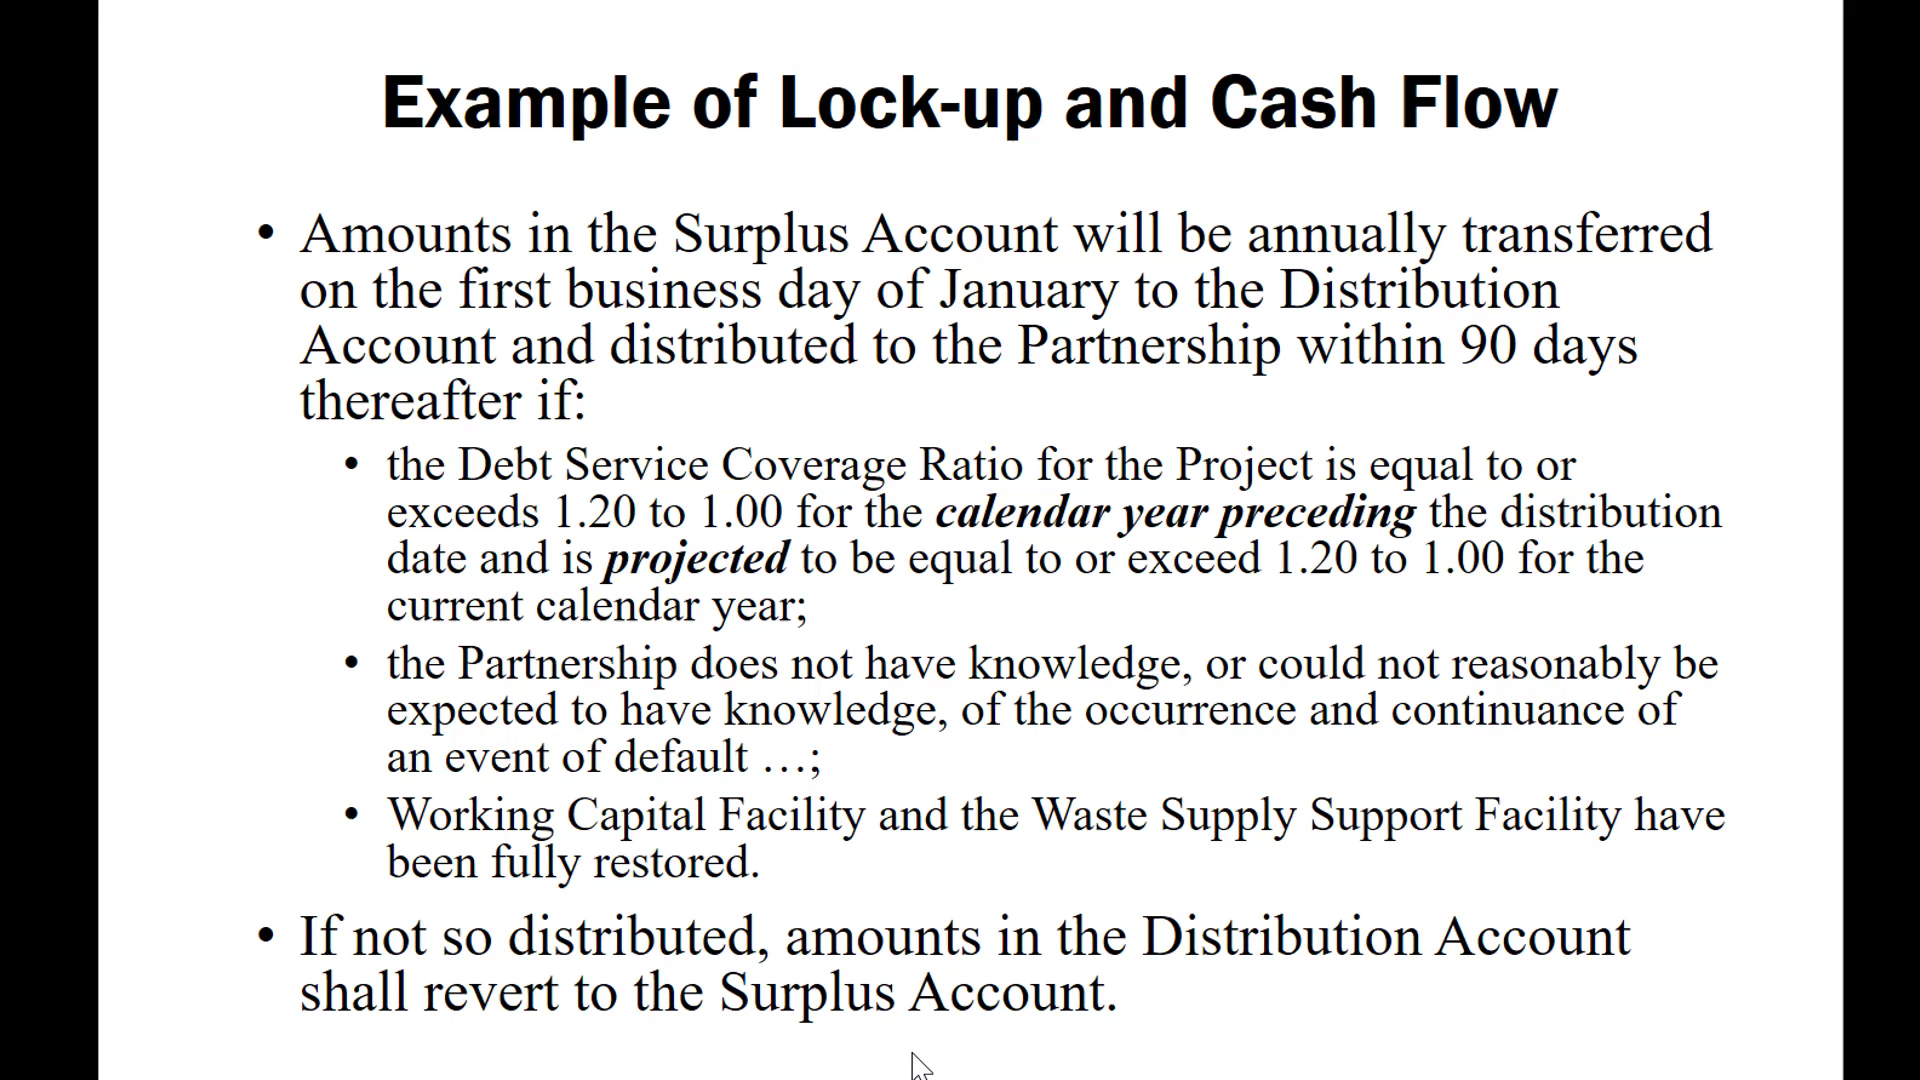 Example of Lock-up and Cash Flow
• Amounts in the Surplus Account will be annually transferred
on the first business day of January to the Distribution
Account and distributed to the Partnership within 90 days
thereafter if:
• the Debt Service Coverage Ratio for the Project is equal to or
exceeds 1.20 to 1.00 for the calendar year preceding the distribution
date and is projected to be equal to or exceed 1.20 to 1.00 for the
current calendar year;
• the Partnership does not have knowledge, or could not reasonably be
expected to have knowledge, of the occurrence and continuance of
an event of default …;
• Working Capital Facility and the Waste Supply Support Facility have
been fully restored.
• If not so distributed, amounts in the Distribution Account
shall revert to the Surplus Account.